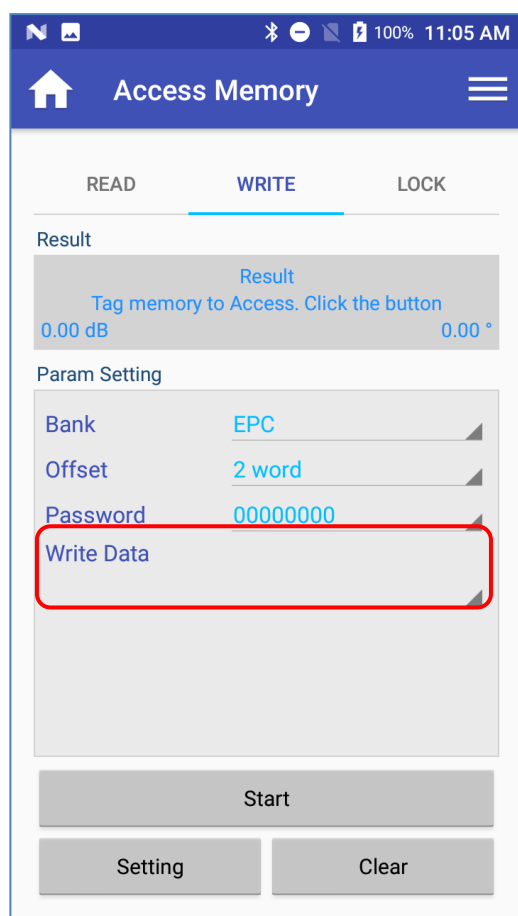 100% 11:05 AM
Access Memory
READ WRITE LOCK
Result
Result
Tag memory to Access. Click the button
0.00 dB 0.00 °
Param Setting
Bank EPC
Offset 2 word
Password 00000000
Write Data
Start
Setting Clear